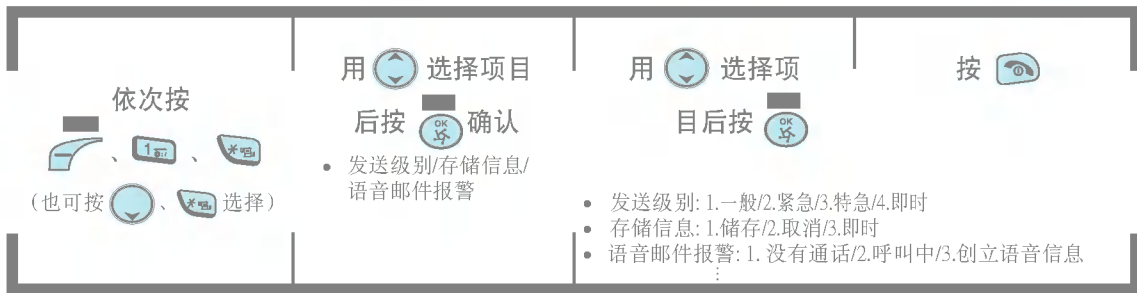 依次按
、1、*
(也可按 、* 选择)
用 选择项目
后按 OK 确认
• 发送级别/存储信息/
语音邮件报警
用 选择项
目后按 OK
• 发送级别: 1.一般/2.紧急/3.特急/4.即时
• 存储信息: 1.储存/2.取消/3.即时
• 语音邮件报警: 1. 没有通话/2.呼叫中/3.创立语音信息
⋮
按